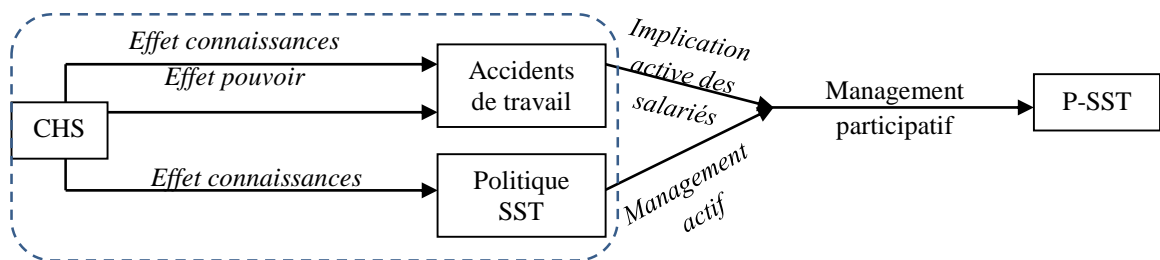 Effet connaissances
Effet pouvoir
CHS
Effet connaissances
Accidents
de travail
Politique
SST
Implication
active des
salariés
Management
actif
Management
participatif
P-SST